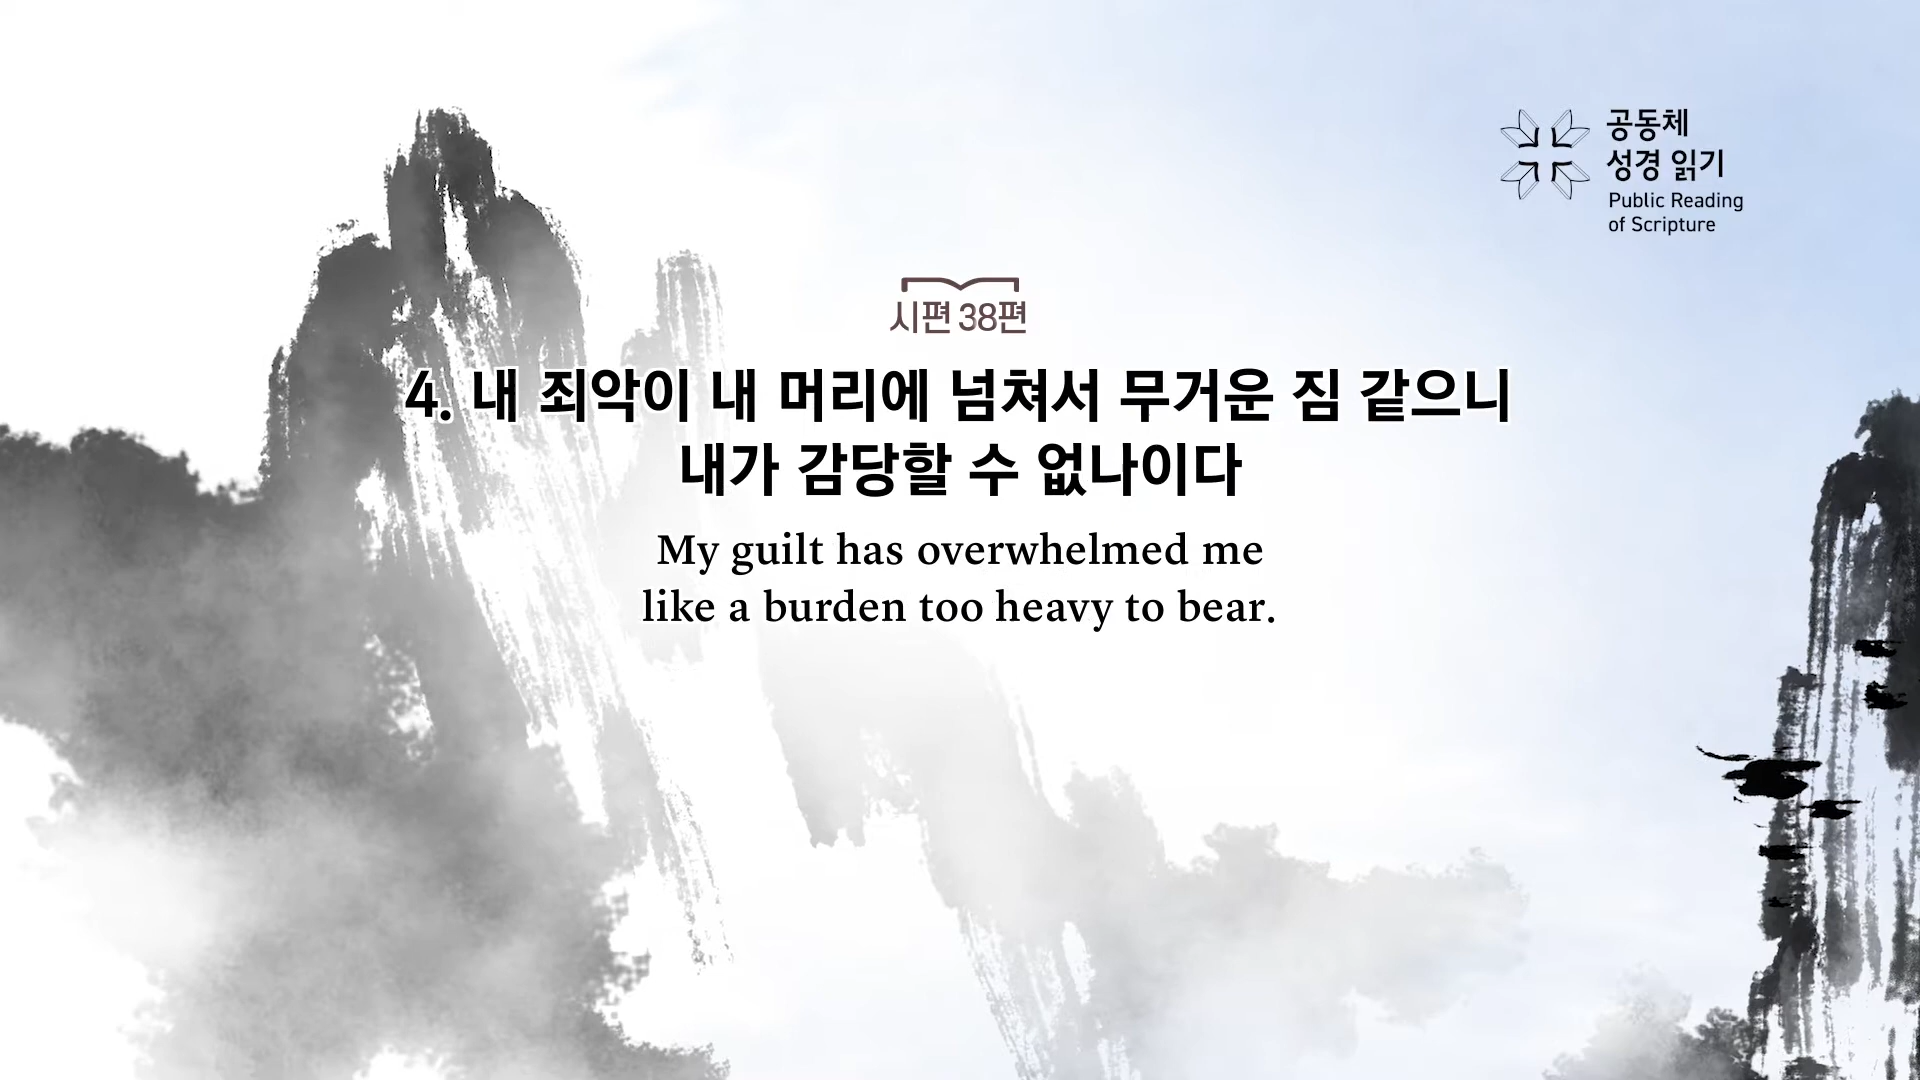 공동체
성경 읽기
Public Reading
of Scripture
시편 38편
4. 내 죄악이 내 머리에 넘쳐서 무거운 짐 같으니
내가 감당할 수 없나이다
My guilt has overwhelmed me
like a burden too heavy to bear.